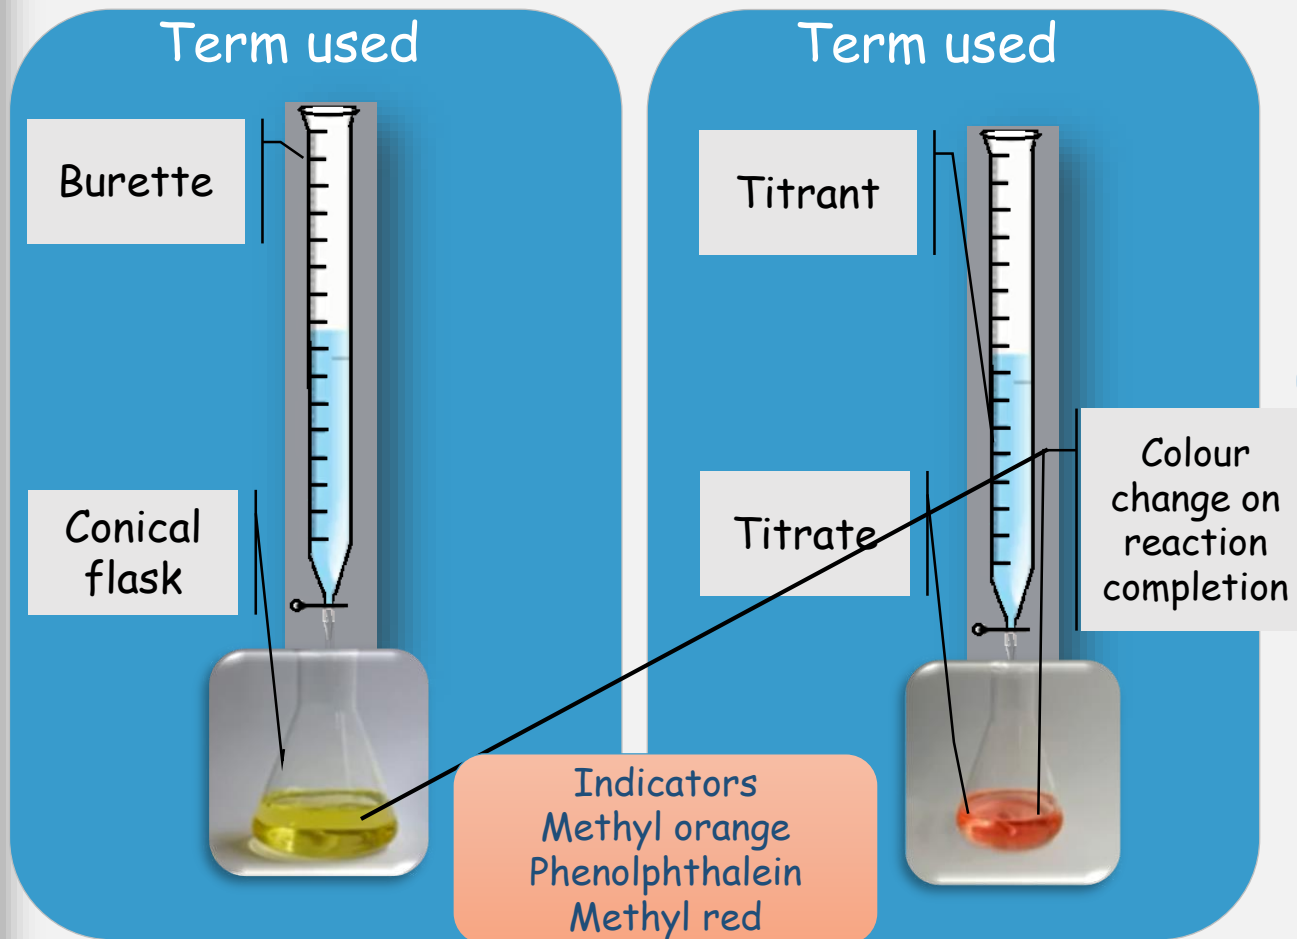 Term used
Burette
Conical
flask
Term used
Titrant
Titrate
Colour
change on
reaction
completion
Indicators
Methyl orange
Phenolphthalein
Methyl red